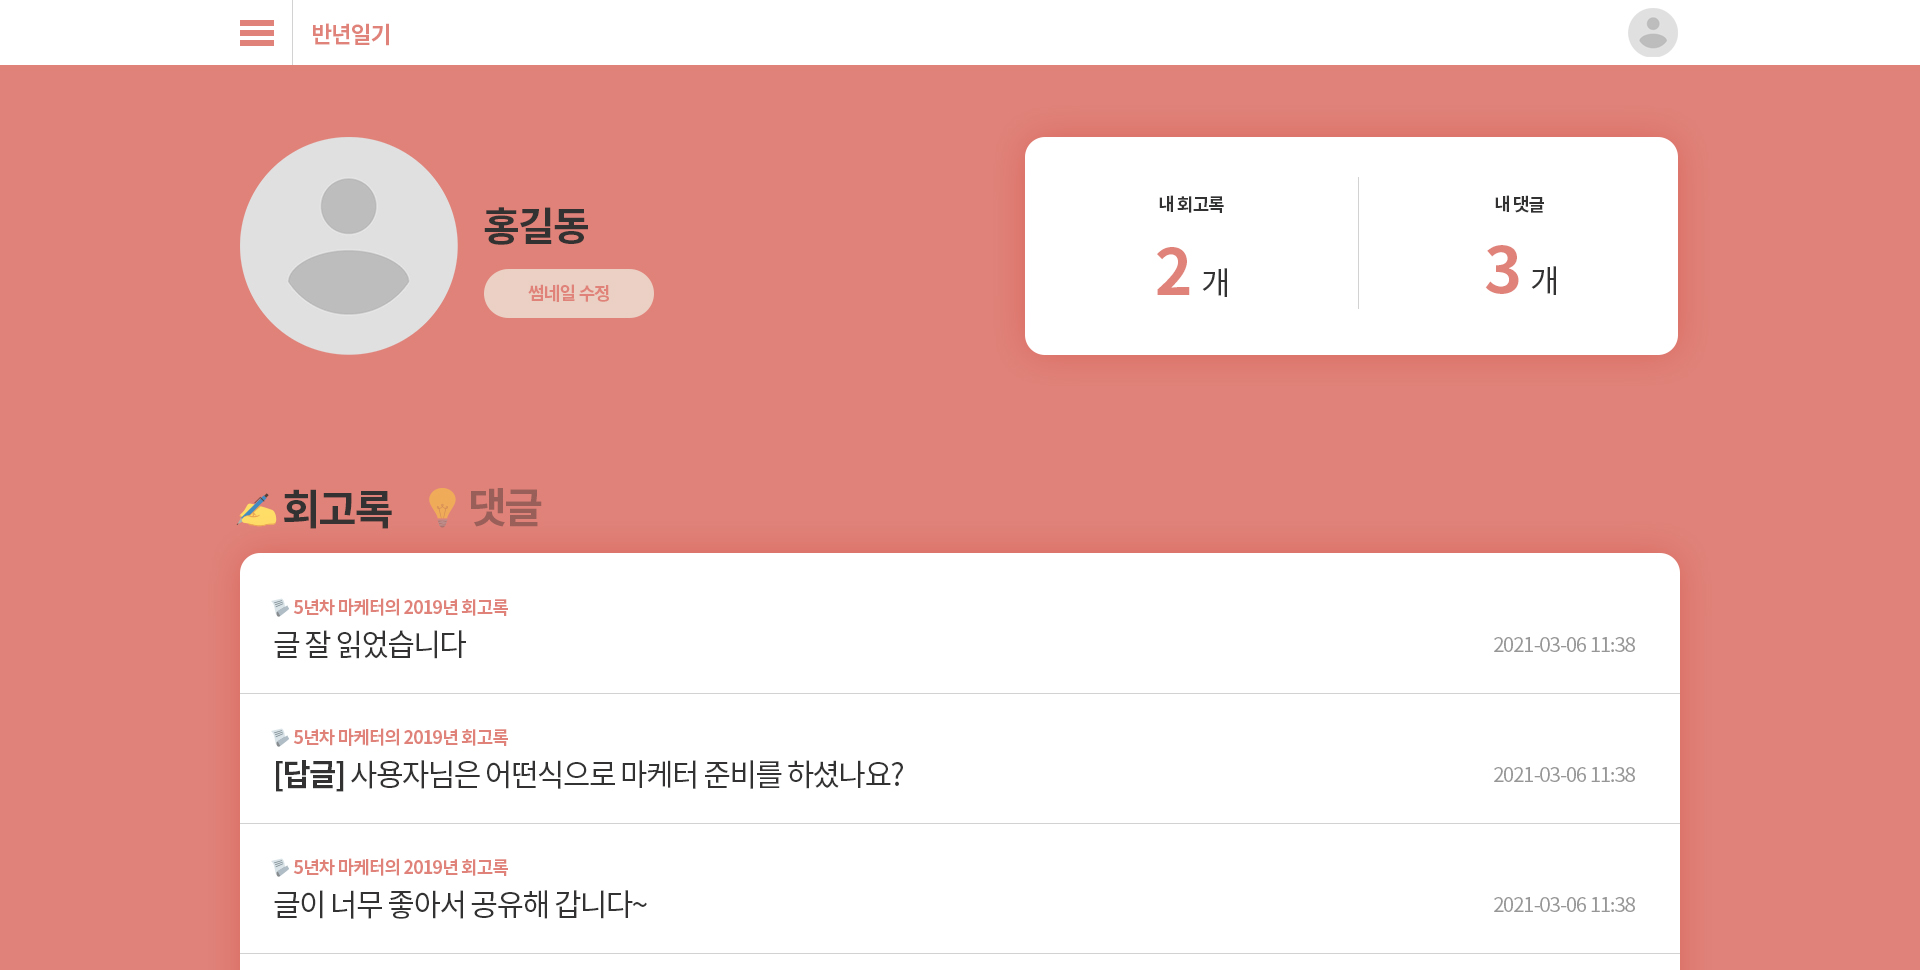 반년일기
홍길동
썸네일 수정
내 회고록
2 개
내 댓글
3 개
회고록
댓글
5년차 마케터의 2019년 회고록
글 잘 읽었습니다
2021-03-06 11:38
5년차 마케터의 2019년 회고록
[답글] 사용자님은 어떤식으로 마케터 준비를 하셨나요?
2021-03-06 11:38
5년차 마케터의 2019년 회고록
글이 너무 좋아서 공유해 갑니다~
2021-03-06 11:38